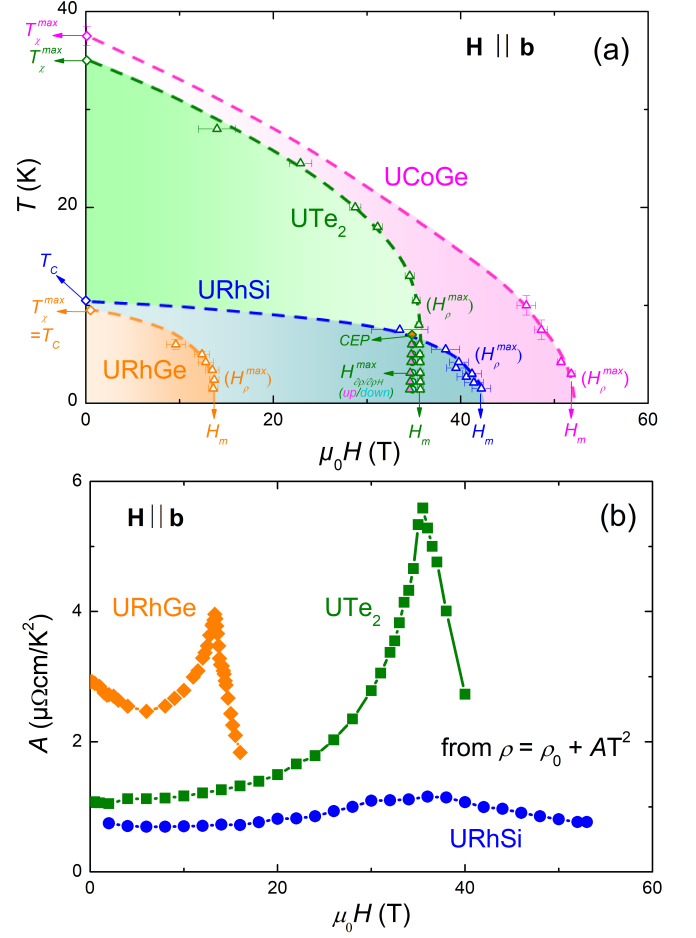 40
T_χ^max
T_χ^max
H || b
(a)
UCoGe
UTe₂
T (K)
20
T_C
URhSi
T_χ^max
=T_C
URhGe
(H_ρ^max)
CEP
(H_ρ^max)
(H_ρ^max)
H_∂ρ/∂ρH^max
(up/down)
(H_ρ^max)
0
0
20
40
60
H_m
H_m
H_m
H_m
μ₀H (T)
6
H || b
(b)
URhGe
UTe₂
4
A (μΩcm/K²)
2
from ρ = ρ₀ + AT²
URhSi
0
0
20
40
60
μ₀H (T)